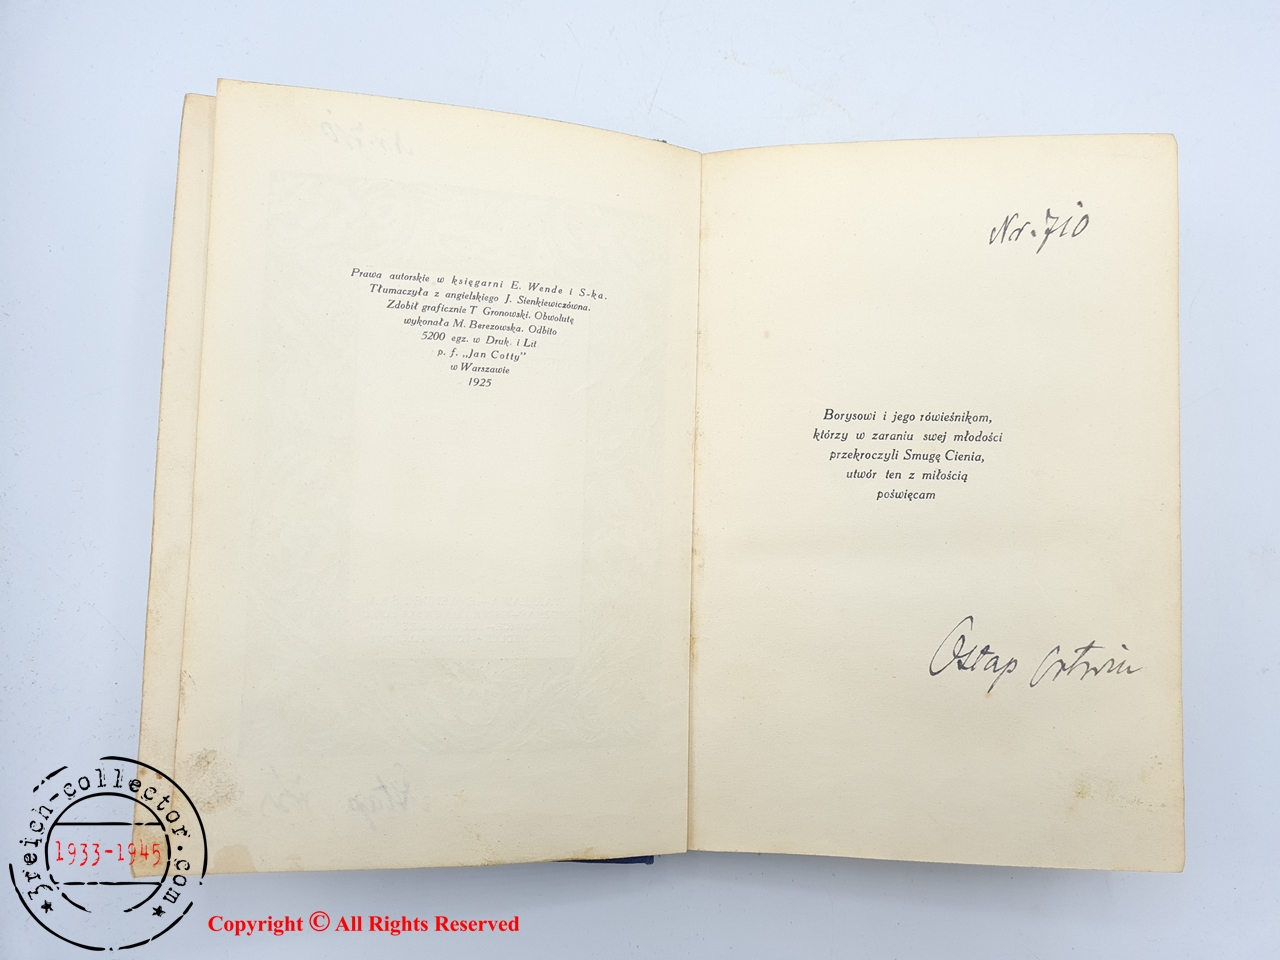 Prawa autorskie w księgarni E. Wende i S-ka.
Tłumaczyła z angielskiego J. Sienkiewiczówna.
Zdobił graficznie T Gronowski. Obwolutę
wykonała M. Berezowska. Odbito
5200 egz. w Druk. i Lit
p. f. „Jan Cotty"
w Warszawie
1925
Nr. 710
Borysowi i jego rówieśnikom,
którzy w zaraniu swej młodości
przekroczyli Smugę Cienia,
utwór ten z miłością
poświęcam
Ostap Ortwin
3reich-collector.com
1933-1945
Copyright © All Rights Reserved